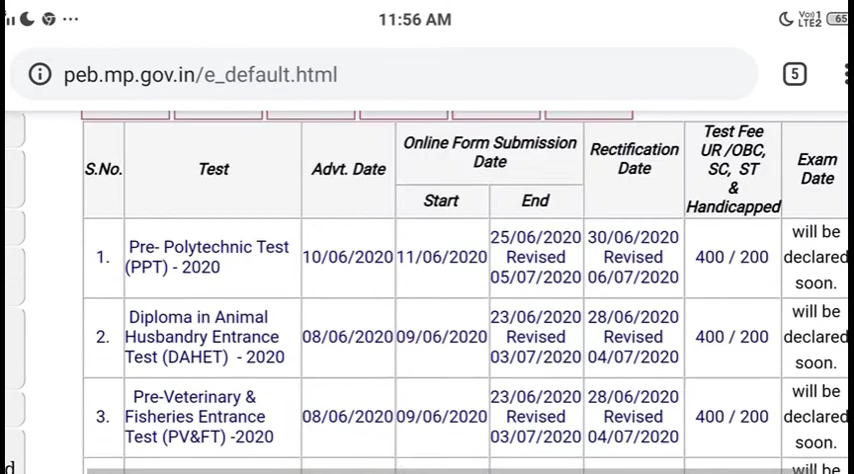 11:56 AM
Vo)) 1
LTE2
65
peb.mp.gov.in/e_default.html
5
S.No.
Test
Advt. Date
Online Form Submission
Date
Start
End
Rectification
Date
Test Fee
UR /OBC,
SC, ST
&
Handicapped
Exam
Date
1.
Pre- Polytechnic Test
(PPT) - 2020
10/06/2020
11/06/2020
25/06/2020
Revised
05/07/2020
30/06/2020
Revised
06/07/2020
400 / 200
will be
declared
soon.
2.
Diploma in Animal
Husbandry Entrance
Test (DAHET) - 2020
08/06/2020
09/06/2020
23/06/2020
Revised
03/07/2020
28/06/2020
Revised
04/07/2020
400 / 200
will be
declared
soon.
3.
Pre-Veterinary &
Fisheries Entrance
Test (PV&FT) -2020
08/06/2020
09/06/2020
23/06/2020
Revised
03/07/2020
28/06/2020
Revised
04/07/2020
400 / 200
will be
declared
soon.
d
will be